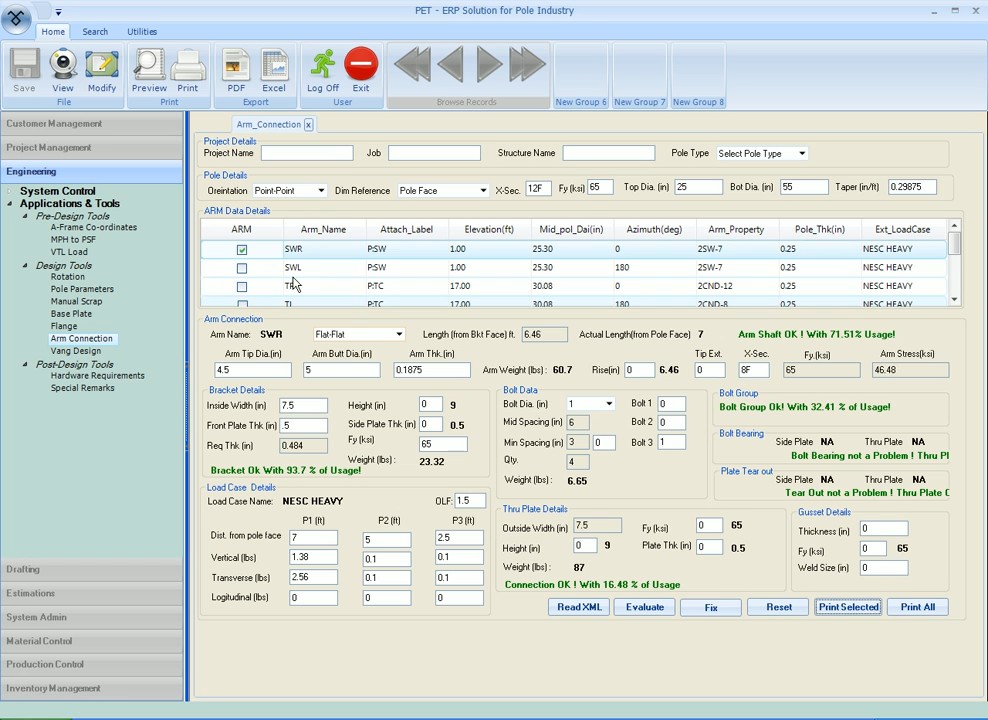 PET - ERP Solution for Pole Industry
Home Search Utilities
Save View Modify Preview Print PDF Excel Log Off Exit
File Print Export User Browse Records New Group 6 New Group 7 New Group 8
Customer Management
Project Management
Engineering
System Control
Applications & Tools
Pre-Design Tools
A-Frame Co-ordinates
MPH to PSF
VTL Load
Design Tools
Rotation
Pole Parameters
Manual Scrap
Base Plate
Flange
Arm Connection
Vang Design
Post-Design Tools
Hardware Requirements
Special Remarks
Drafting
Estimations
System Admin
Material Control
Production Control
Inventory Management
Arm_Connection x
Project Details
Project Name Job Structure Name Pole Type Select Pole Type
Pole Details
Oreintation Point-Point Dim Reference Pole Face X-Sec. 12F Fy (ksi) 65 Top Dia. (in) 25 Bot Dia. (in) 55 Taper (in/ft) 0.29875
ARM Data Details
ARM Arm_Name Attach_Label Elevation(ft) Mid_pol_Dai(in) Azimuth(deg) Arm_Property Pole_Thk(in) Ext_LoadCase
SWR P:SW 1.00 25.30 0 2SW-7 0.25 NESC HEAVY
SWL P:SW 1.00 25.30 180 2SW-7 0.25 NESC HEAVY
P:TC 17.00 30.08 0 2CND-12 0.25 NESC HEAVY
TL P:TC 17.00 30.08 180 2CND-8 0.25 NESC HEAVY
Arm Connection
Arm Name: SWR Flat-Flat Length(from Bkt Face) ft. 6.46 Actual Length(from Pole Face) 7 Arm Shaft OK ! With 71.51% Usage!
Arm Tip Dia.(in) Arm Butt Dia.(in) Arm Thk.(in) Tip Ext. X-Sec. Fy.(ksi) Arm Stress(ksi)
4.5 5 0.1875 Arm Weight (lbs) : 60.7 Rise(in) 0 6.46 0 8F 65 46.48
Bracket Details
Inside Width (in) 7.5 Height (in) 0 9
Front Plate Thk (in) .5 Side Plate Thk (in) 0 0.5
Req Thk (in) 0.484 Fy (ksi) 65
Weight (lbs) : 23.32
Bracket Ok With 93.7 % of Usage!
Bolt Data
Bolt Dia. (in) 1 Bolt 1 0
Mid Spacing (in) 6 Bolt 2 0
Min Spacing (in) 3 0 Bolt 3 1
Qty. 4
Weight (lbs) : 6.65
Bolt Group
Bolt Group Ok! With 32.41 % of Usage!
Bolt Bearing Side Plate NA Thru Plate NA
Bolt Bearing not a Problem ! Thru Pl
Plate Tear out Side Plate NA Thru Plate NA
Tear Out not a Problem ! Thru Plate C
Load Case Details
Load Case Name: NESC HEAVY OLF: 1.5
P1 (ft) P2 (ft) P3 (ft)
Dist. from pole face 7 5 2.5
Vertical (lbs) 1.38 0.1 0.1
Transverse (lbs) 2.56 0.1 0.1
Logitudinal (lbs) 0 0 0
Thru Plate Details
Outside Width (in) 7.5 Fy (ksi) 0 65
Height (in) 0 9 Plate Thk (in) 0 0.5
Weight (lbs) : 87
Connection OK ! With 16.48 % of Usage
Gusset Details
Thickness (in) 0
Fy (ksi) 0 65
Weld Size (in) 0
Read XML Evaluate Fix Reset Print Selected Print All